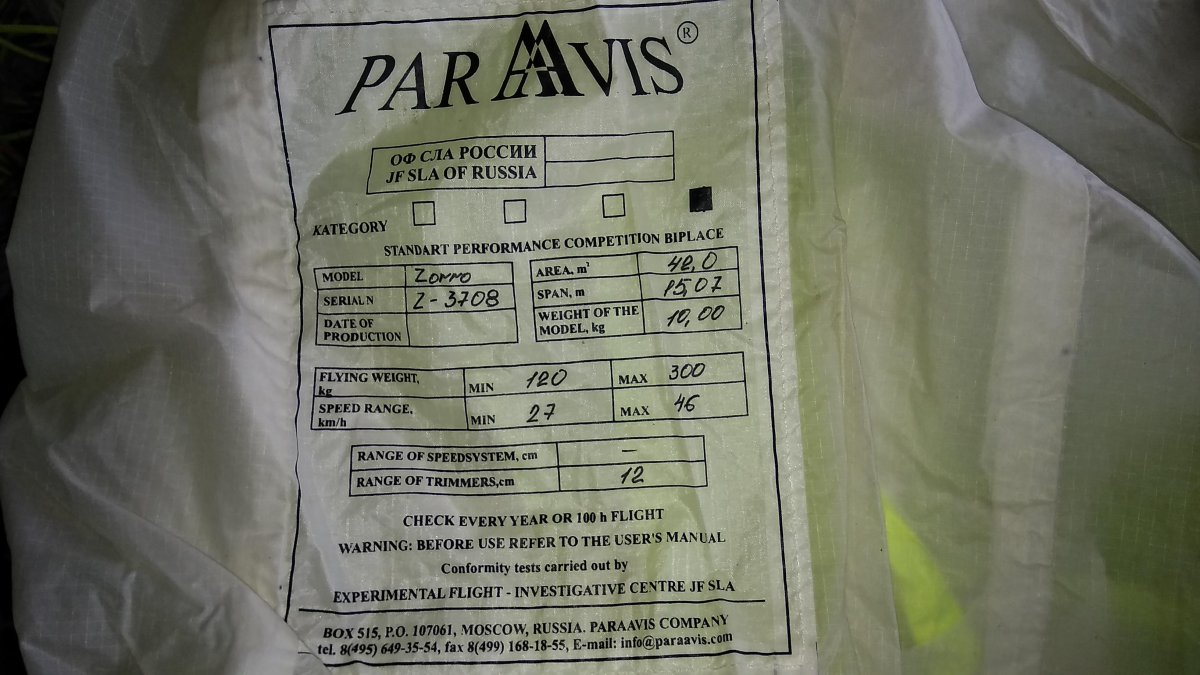 PARAAVIS®
ОФ СЛА РОССИИ
JF SLA OF RUSSIA
KATEGORY
STANDART PERFORMANCE COMPETITION BIPLACE
MODEL Zorro
SERIAL N Z-3708
DATE OF PRODUCTION
AREA, m² 42,0
SPAN, m 15,07
WEIGHT OF THE MODEL, kg 10,00
FLYING WEIGHT, kg MIN 120 MAX 300
SPEED RANGE, km/h MIN 27 MAX 46
RANGE OF SPEEDSYSTEM, cm –
RANGE OF TRIMMERS,cm 12
CHECK EVERY YEAR OR 100 h FLIGHT
WARNING: BEFORE USE REFER TO THE USER'S MANUAL
Conformity tests carried out by
EXPERIMENTAL FLIGHT - INVESTIGATIVE CENTRE JF SLA
BOX 515, P.O. 107061, MOSCOW, RUSSIA. PARAAVIS COMPANY
tel. 8(495) 649-35-54, fax 8(499) 168-18-55, E-mail: info@paraavis.com